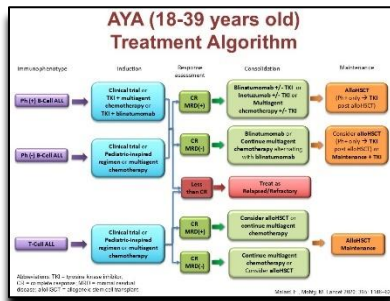 AYA (18-39 years old)
Treatment Algorithm
Immunophenotype
Induction
Response
assessment
Consolidation
Maintenance
Ph (+) B-Cell ALL
Clinical trial or
TKI + multiagent
chemotherapy or
TKI + blinatumomab
CR
MRD(+)
Blinatumomab +/- TKI or
Inotuzumab +/- TKI or
Multiagent
chemotherapy +/- TKI
AlloHSCT
(Ph+ only → TKI
post alloHSCT)
Ph (-) B-Cell ALL
Clinical trial or
Pediatric-inspired
regimen or multiagent
chemotherapy
CR
MRD(-)
Blinatumomab or
Continue multiagent
chemotherapy alternating
with blinatumomab
Consider alloHSCT
(Ph+ only → TKI
post alloHSCT) or
Maintenance + TKI
Less
than CR
Treat as
Relapsed/Refractory
T-Cell ALL
Clinical trial or
Pediatric-inspired
regimen or multiagent
chemotherapy
CR
MRD(+)
Consider alloHSCT or
continue multiagent
chemotherapy
CR
MRD(-)
Continue multiagent
chemotherapy or
Consider alloHSCT
AlloHSCT
Maintenance
Abbreviations: TKI – tyrosine kinase inhibitor,
CR = complete response, MRD = minimal residual
disease, alloHSCT = allogeneic stem cell transplant
Malard F., Mohty M. Lancet 2020